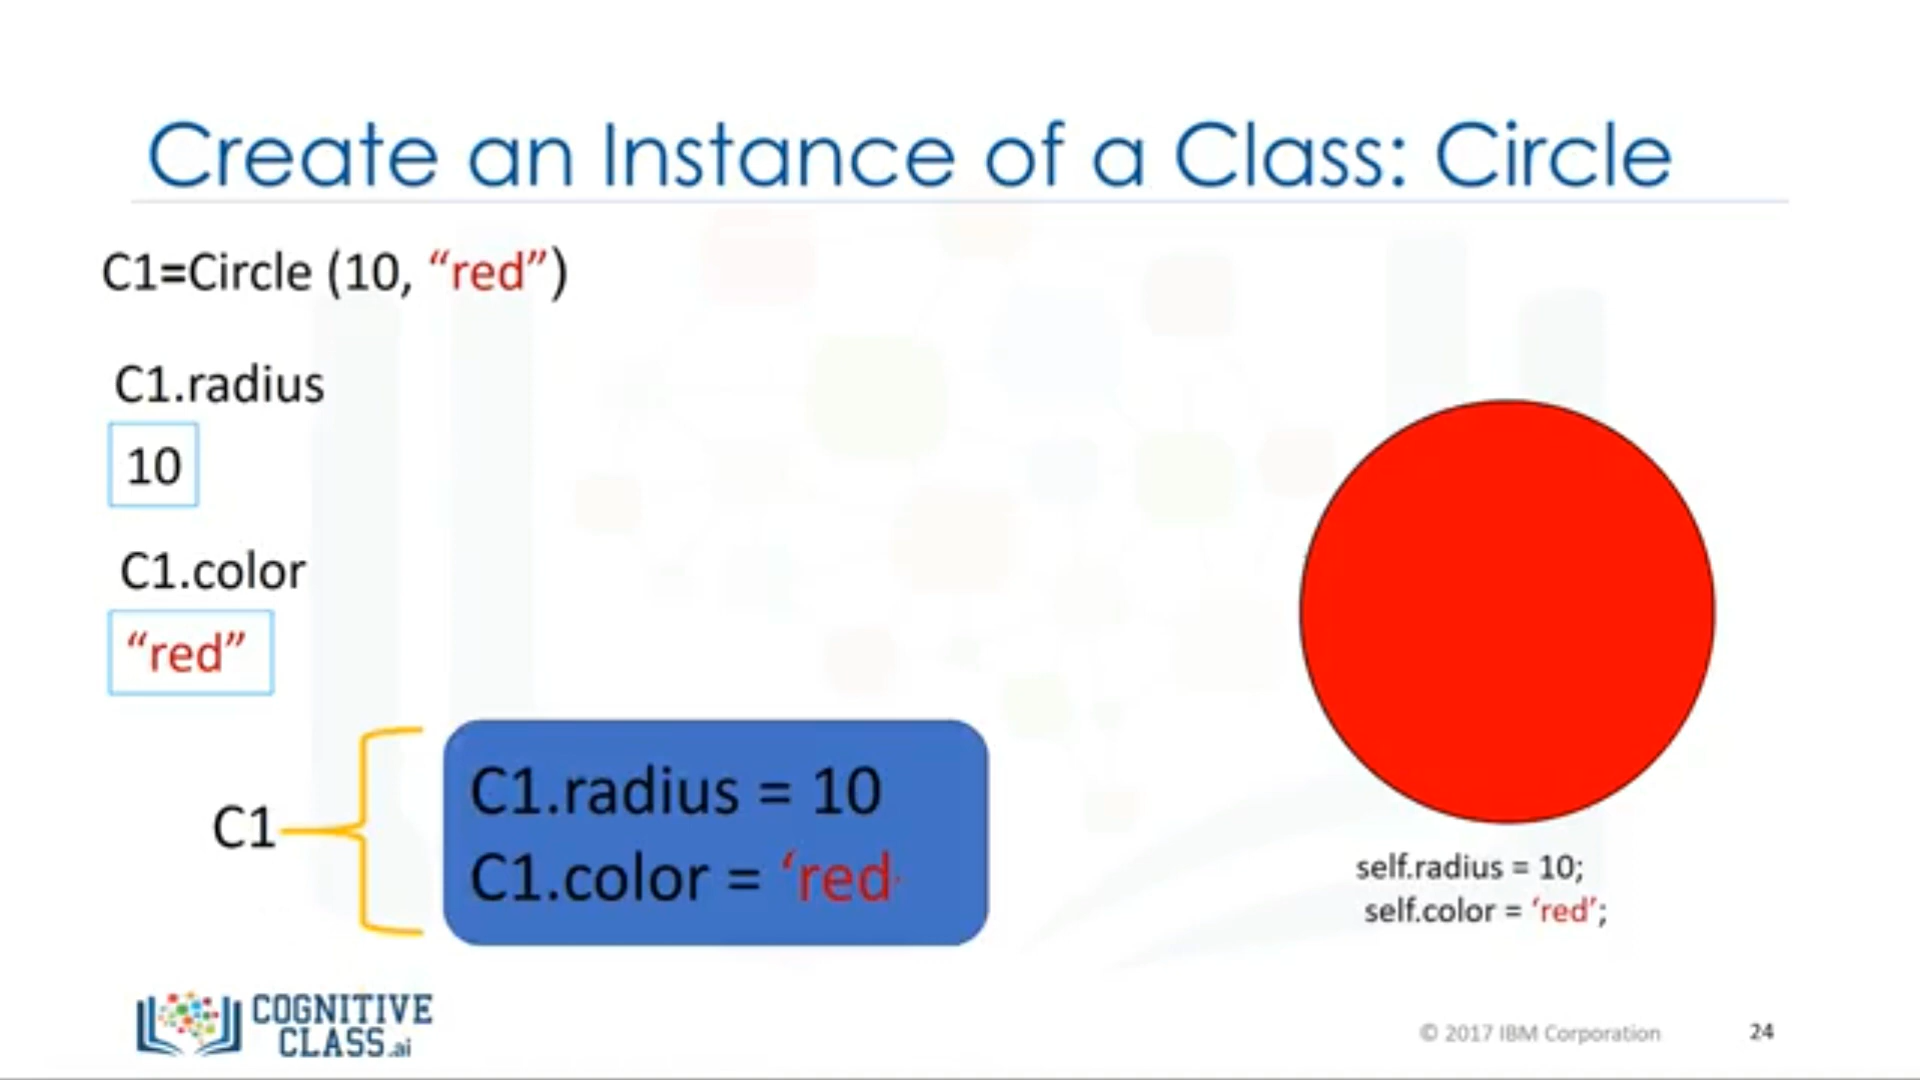 Create an Instance of a Class: Circle
C1=Circle (10, “red”)
C1.radius
10
C1.color
“red”
C1
C1.radius = 10
C1.color = ‘red
self.radius = 10;
self.color = ‘red’;
COGNITIVE
CLASS.ai
© 2017 IBM Corporation
24